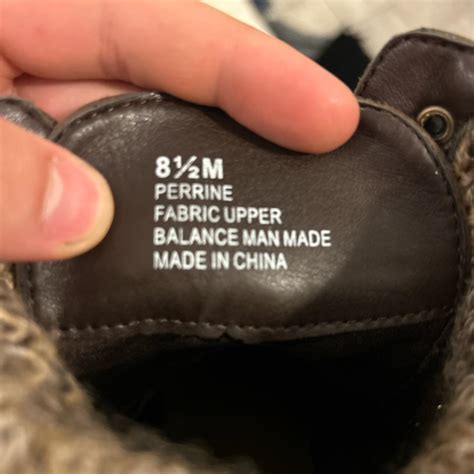 8½M
PERRINE
FABRIC UPPER
BALANCE MAN MADE
MADE IN CHINA